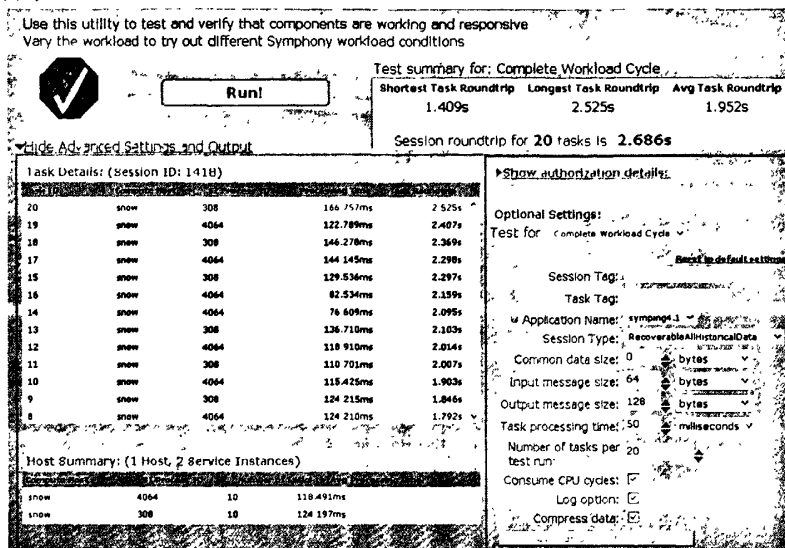 Use this utility to test and verify that components are working and responsive
Vary the workload to try out different Symphony workload conditions
Run!
Test summary for: Complete Workload Cycle
Shortest Task Roundtrip Longest Task Roundtrip Avg Task Roundtrip
1.409s 2.525s 1.952s
Session roundtrip for 20 tasks is 2.686s
Hide Advanced Settings and Output
Task Details: (Session ID: 1418)
20 snow 308 166.757ms 2.525s
19 snow 4064 122.789ms 2.407s
18 snow 308 146.278ms 2.369s
17 snow 4064 144.145ms 2.298s
15 snow 308 129.536ms 2.297s
16 snow 4064 82.534ms 2.159s
14 snow 4064 76.609ms 2.095s
13 snow 308 136.710ms 2.103s
12 snow 4064 118.910ms 2.014s
11 snow 308 110.701ms 2.007s
10 snow 4064 115.425ms 1.903s
9 snow 308 124.215ms 1.846s
8 snow 4064 124.210ms 1.792s
Host Summary: (1 Host, 2 Service Instances)
snow 4064 10 118.491ms
snow 308 10 124.197ms
Show authorization details:
Optional Settings:
Test for Complete Workload Cycle
Reset to default settings
Session Tag:
Task Tag:
Application Name: symping4.1
Session Type: RecoverableAllHistoricalData
Common data size: 0 bytes
Input message size: 64 bytes
Output message size: 128 bytes
Task processing time: 50 milliseconds
Number of tasks per test run: 20
Consume CPU cycles:
Log option:
Compress data: